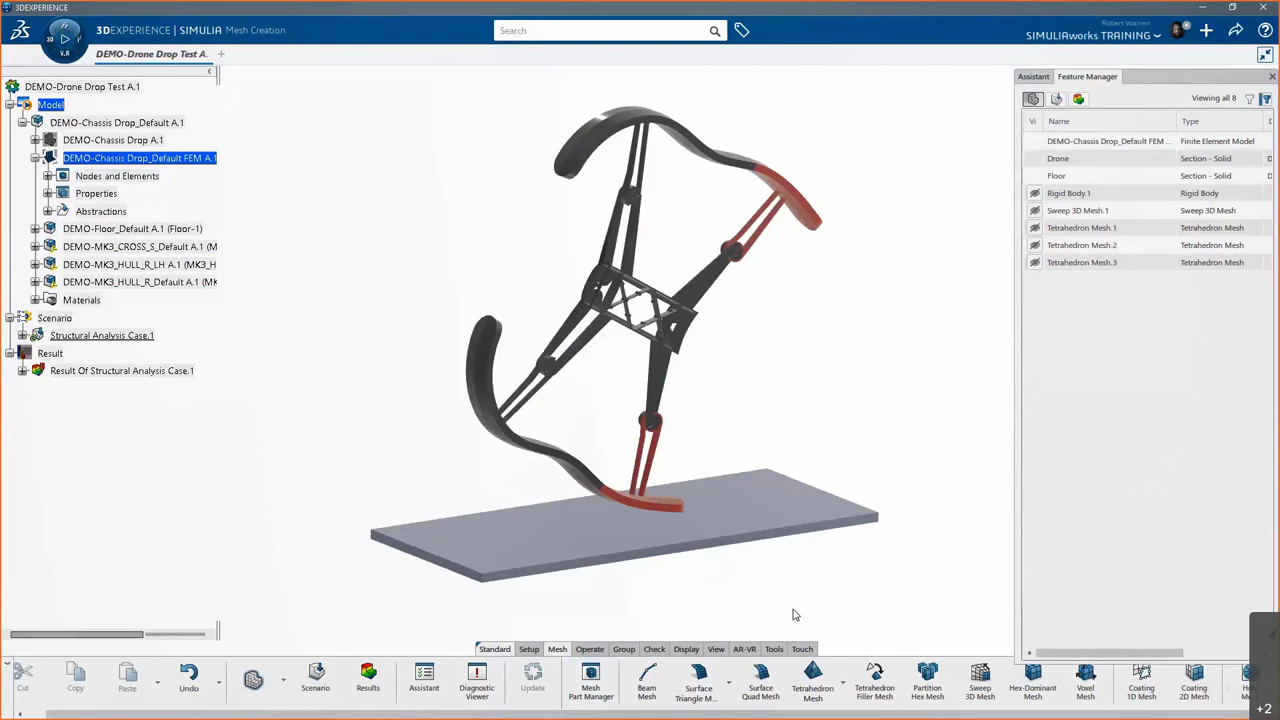 3DEXPERIENCE
3DEXPERIENCE | SIMULIA Mesh Creation
Search
Robert Warren
SIMULIAworks TRAINING
3D
V.R
DEMO-Drone Drop Test A.
DEMO-Drone Drop Test A.1
Model
DEMO-Chassis Drop_Default A.1
DEMO-Chassis Drop A.1
DEMO-Chassis Drop_Default FEM A.1
Nodes and Elements
Properties
Abstractions
DEMO-Floor_Default A.1 (Floor-1)
DEMO-MK3_CROSS_S_Default A.1 (M
DEMO-MK3_HULL_R_LH A.1 (MK3_H
DEMO-MK3_HULL_R_Default A.1 (MK
Materials
Scenario
Structural Analysis Case.1
Result
Result Of Structural Analysis Case.1
Assistant Feature Manager
Viewing all 8
Vi Name Type D
DEMO-Chassis Drop_Default FEM ... Finite Element Model
Drone Section - Solid
Floor Section - Solid
Rigid Body.1 Rigid Body
Sweep 3D Mesh.1 Sweep 3D Mesh
Tetrahedron Mesh.1 Tetrahedron Mesh
Tetrahedron Mesh.2 Tetrahedron Mesh
Tetrahedron Mesh.3 Tetrahedron Mesh
Standard Setup Mesh Operate Group Check Display View AR-VR Tools Touch
Cut Copy Paste Undo Scenario Results Assistant Diagnostic Viewer Update Mesh Part Manager Beam Mesh Surface Triangle M... Surface Quad Mesh Tetrahedron Mesh Tetrahedron Filler Mesh Partition Hex Mesh Sweep 3D Mesh Hex-Dominant Mesh Voxel Mesh Coating 1D Mesh Coating 2D Mesh
+2